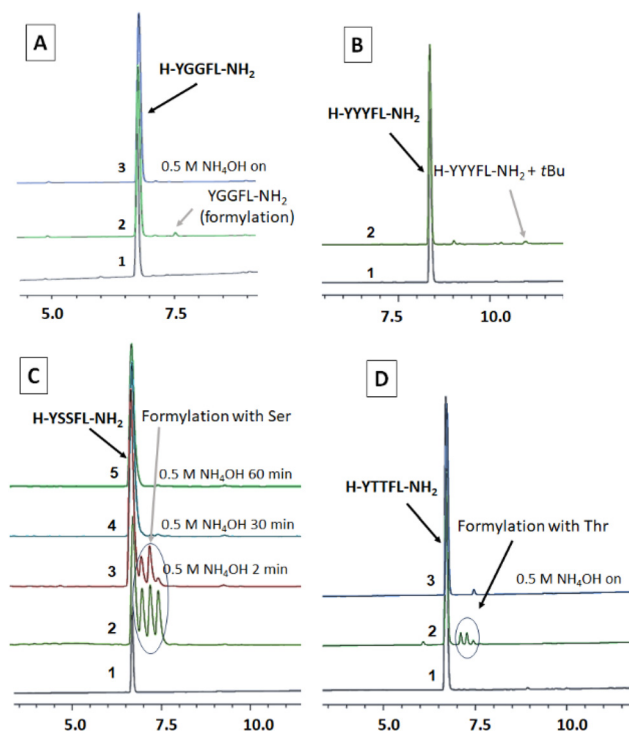 A
H-YGGFL-NH₂
3
0.5 M NH₄OH on
YGGFL-NH₂
(formylation)
2
1
5.0
7.5
B
H-YYYFL-NH₂
H-YYYFL-NH₂ + tBu
2
1
7.5
10.0
C
H-YSSFL-NH₂
Formylation with Ser
5
0.5 M NH₄OH 60 min
4
0.5 M NH₄OH 30 min
3
0.5 M NH₄OH 2 min
2
1
5.0
7.5
10.0
D
H-YTTFL-NH₂
Formylation with Thr
3
0.5 M NH₄OH on
2
1
5.0
7.5
10.0